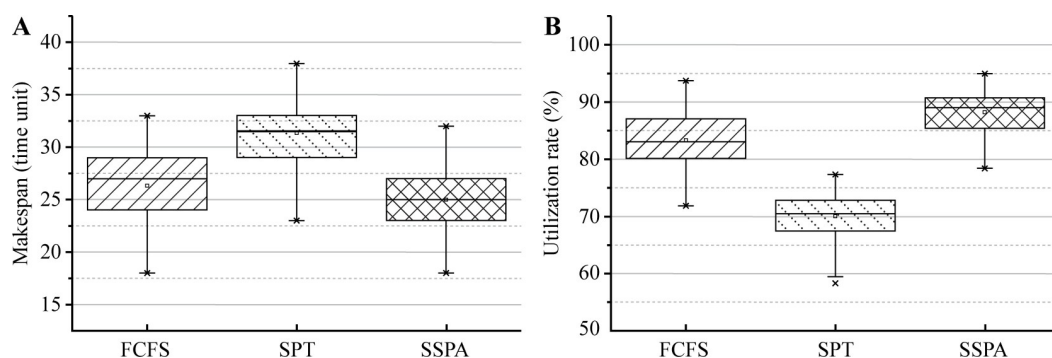 A
Makespan (time unit)
40
35
30
25
20
15
FCFS
SPT
SSPA
B
Utilization rate (%)
100
90
80
70
60
50
FCFS
SPT
SSPA